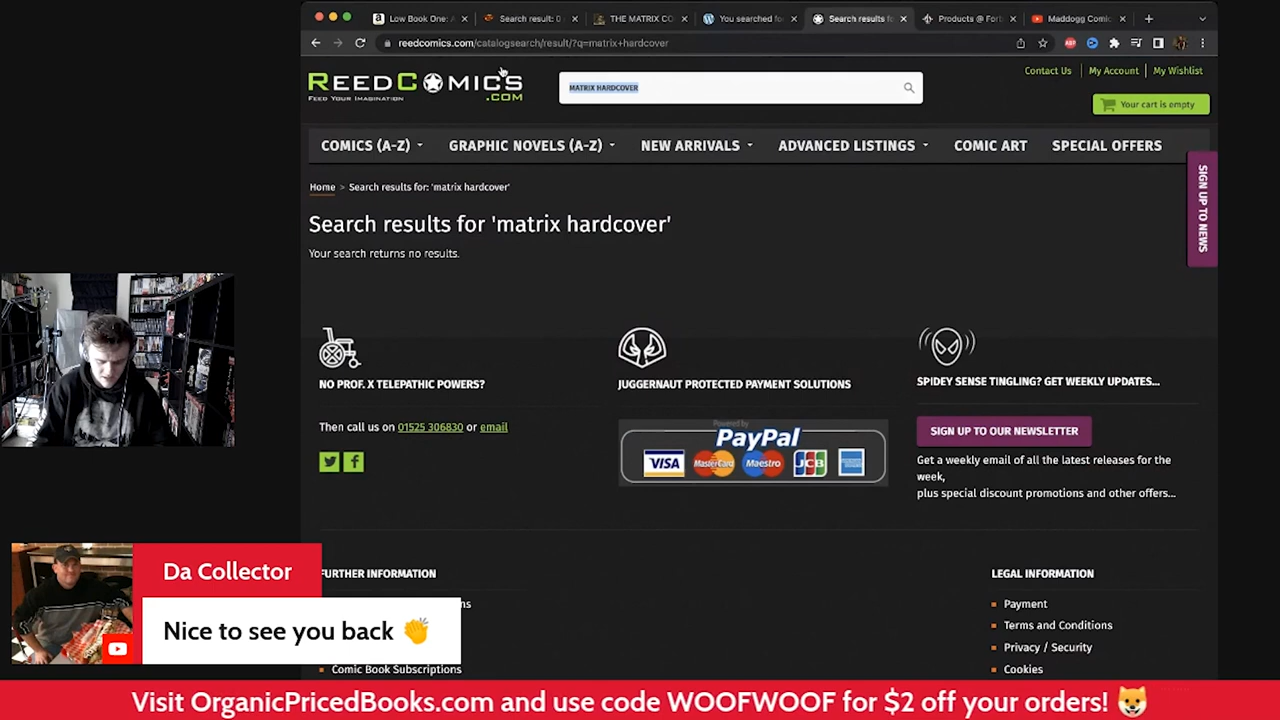 Low Book One: A
Search result: 0
THE MATRIX CO
You searched fo
Search results fo
Products @ Forb
Maddogg Comic
reedcomics.com/catalogsearch/result/?q=matrix+hardcover
REEDCOMICS
.COM
FEED YOUR IMAGINATION
MATRIX HARDCOVER
Contact Us
My Account
My Wishlist
Your cart is empty
COMICS (A-Z)
GRAPHIC NOVELS (A-Z)
NEW ARRIVALS
ADVANCED LISTINGS
COMIC ART
SPECIAL OFFERS
SIGN UP TO NEWS
Home > Search results for: 'matrix hardcover'
Search results for 'matrix hardcover'
Your search returns no results.
NO PROF. X TELEPATHIC POWERS?
Then call us on 01525 306830 or email
JUGGERNAUT PROTECTED PAYMENT SOLUTIONS
Powered by
PayPal
VISA
MasterCard
Maestro
JCB
SPIDEY SENSE TINGLING? GET WEEKLY UPDATES...
SIGN UP TO OUR NEWSLETTER
Get a weekly email of all the latest releases for the
week,
plus special discount promotions and other offers...
FURTHER INFORMATION
ns
Comic Book Subscriptions
LEGAL INFORMATION
Payment
Terms and Conditions
Privacy / Security
Cookies
Da Collector
Nice to see you back 👏
Visit OrganicPricedBooks.com and use code WOOFWOOF for $2 off your orders! 🐶